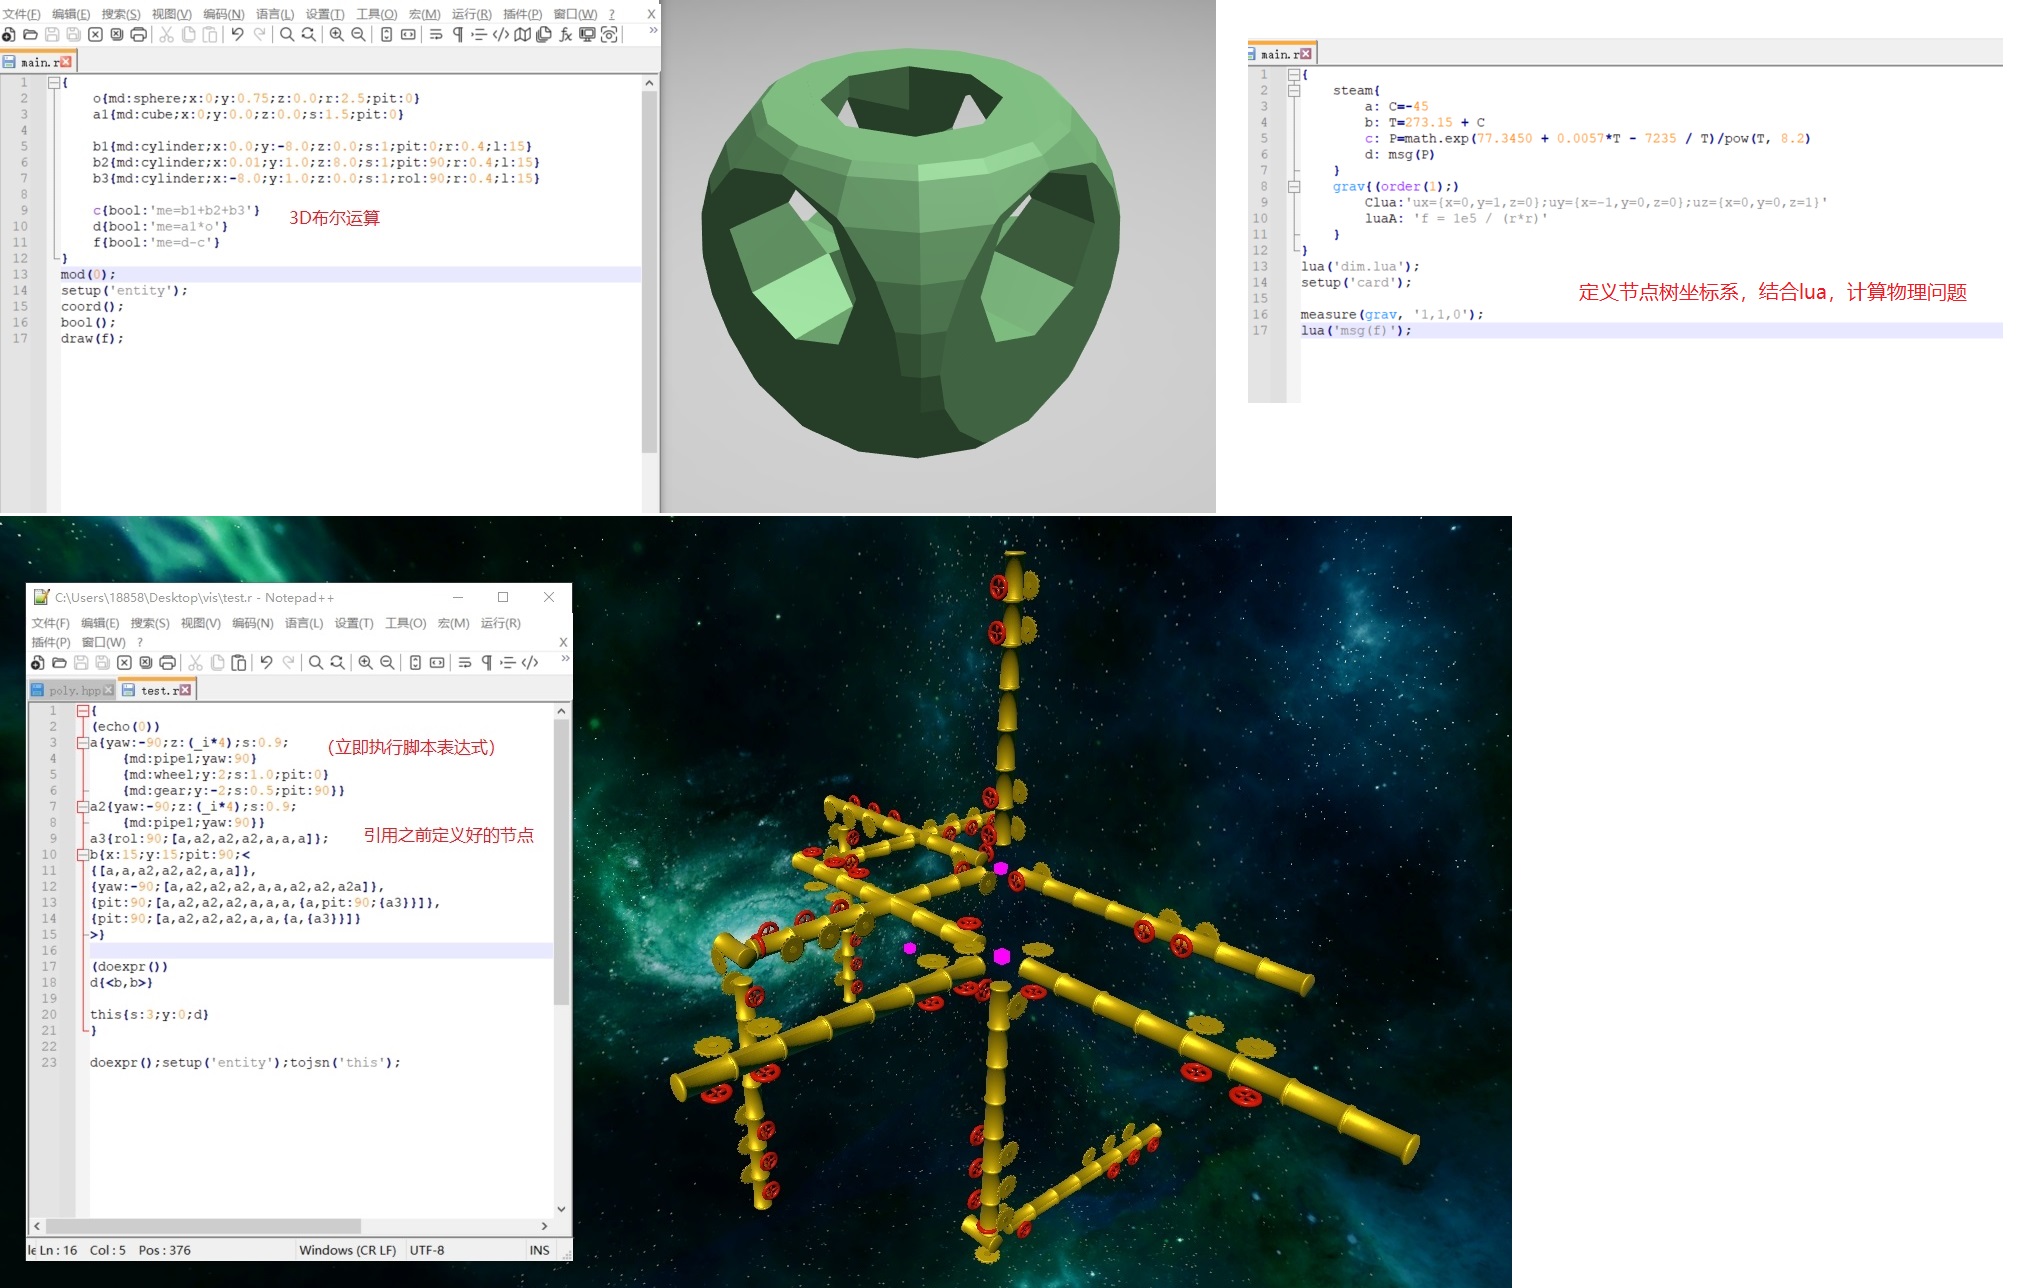 文件(F) 编辑(E) 搜索(S) 视图(V) 编码(N) 语言(L) 设置(T) 工具(O) 宏(M) 运行(R) 插件(P) 窗口(W) ? X
main.r
1 {
2 o{md:sphere;x:0;y:0.75;z:0.0;r:2.5;pit:0}
3 a1{md:cube;x:0;y:0.0;z:0.0;s:1.5;pit:0}
4
5 b1{md:cylinder;x:0.0;y:-8.0;z:0.0;s:1;pit:0;r:0.4;l:15}
6 b2{md:cylinder;x:0.01;y:1.0;z:8.0;s:1;pit:90;r:0.4;l:15}
7 b3{md:cylinder;x:-8.0;y:1.0;z:0.0;s:1;rol:90;r:0.4;l:15}
8
9 c{bool:'me=b1+b2+b3'}
3D布尔运算
10 d{bool:'me=a1*o'}
11 f{bool:'me=d-c'}
12 }
13 mod(0);
14 setup('entity');
15 coord();
16 bool();
17 draw(f);
main.r
1 {
2 steam{
3 a: C=-45
4 b: T=273.15 + C
5 c: P=math.exp(77.3450 + 0.0057*T - 7235 / T)/pow(T, 8.2)
6 d: msg(P)
7 }
8 grav{(order(1);)
9 Clua:'ux={x=0,y=1,z=0};uy={x=-1,y=0,z=0};uz={x=0,y=0,z=1}'
10 luaA: 'f = 1e5 / (r*r)'
11 }
12 }
13 lua('dim.lua');
14 setup('card');
定义节点树坐标系，结合lua，计算物理问题
15
16 measure(grav, '1,1,0');
17 lua('msg(f)');
C:\Users\18858\Desktop\vis\test.r - Notepad++
文件(F) 编辑(E) 搜索(S) 视图(V) 编码(N) 语言(L) 设置(T) 工具(O) 宏(M) 运行(R)
插件(P) 窗口(W) ? X
poly.hpp test.r
1 {
2 (echo(0))
3 a{yaw:-90;z:(_i*4);s:0.9;
（立即执行脚本表达式）
4 {md:pipe1;yaw:90}
5 {md:wheel;y:2;s:1.0;pit:0}
6 {md:gear;y:-2;s:0.5;pit:90}}
7 a2{yaw:-90;z:(_i*4);s:0.9;
8 {md:pipe1;yaw:90}}
9 a3{rol:90;[a,a2,a2,a2,a,a,a]};
引用之前定义好的节点
10 b{x:15;y:15;pit:90;<
11 {[a,a,a2,a2,a2,a,a]},
12 {yaw:-90;[a,a2,a2,a2,a,a,a2,a2,a2a]},
13 {pit:90;[a,a2,a2,a2,a,a,a,{a,pit:90;{a3}}]},
14 {pit:90;[a,a2,a2,a2,a,a,{a,{a3}}]}
15 >}
16
17 (doexpr())
18 d{<b,b>}
19
20 this{s:3;y:0;d}
21 }
22
23 doexpr();setup('entity');tojsn('this');
le Ln : 16 Col : 5 Pos : 376 Windows (CR LF) UTF-8 INS